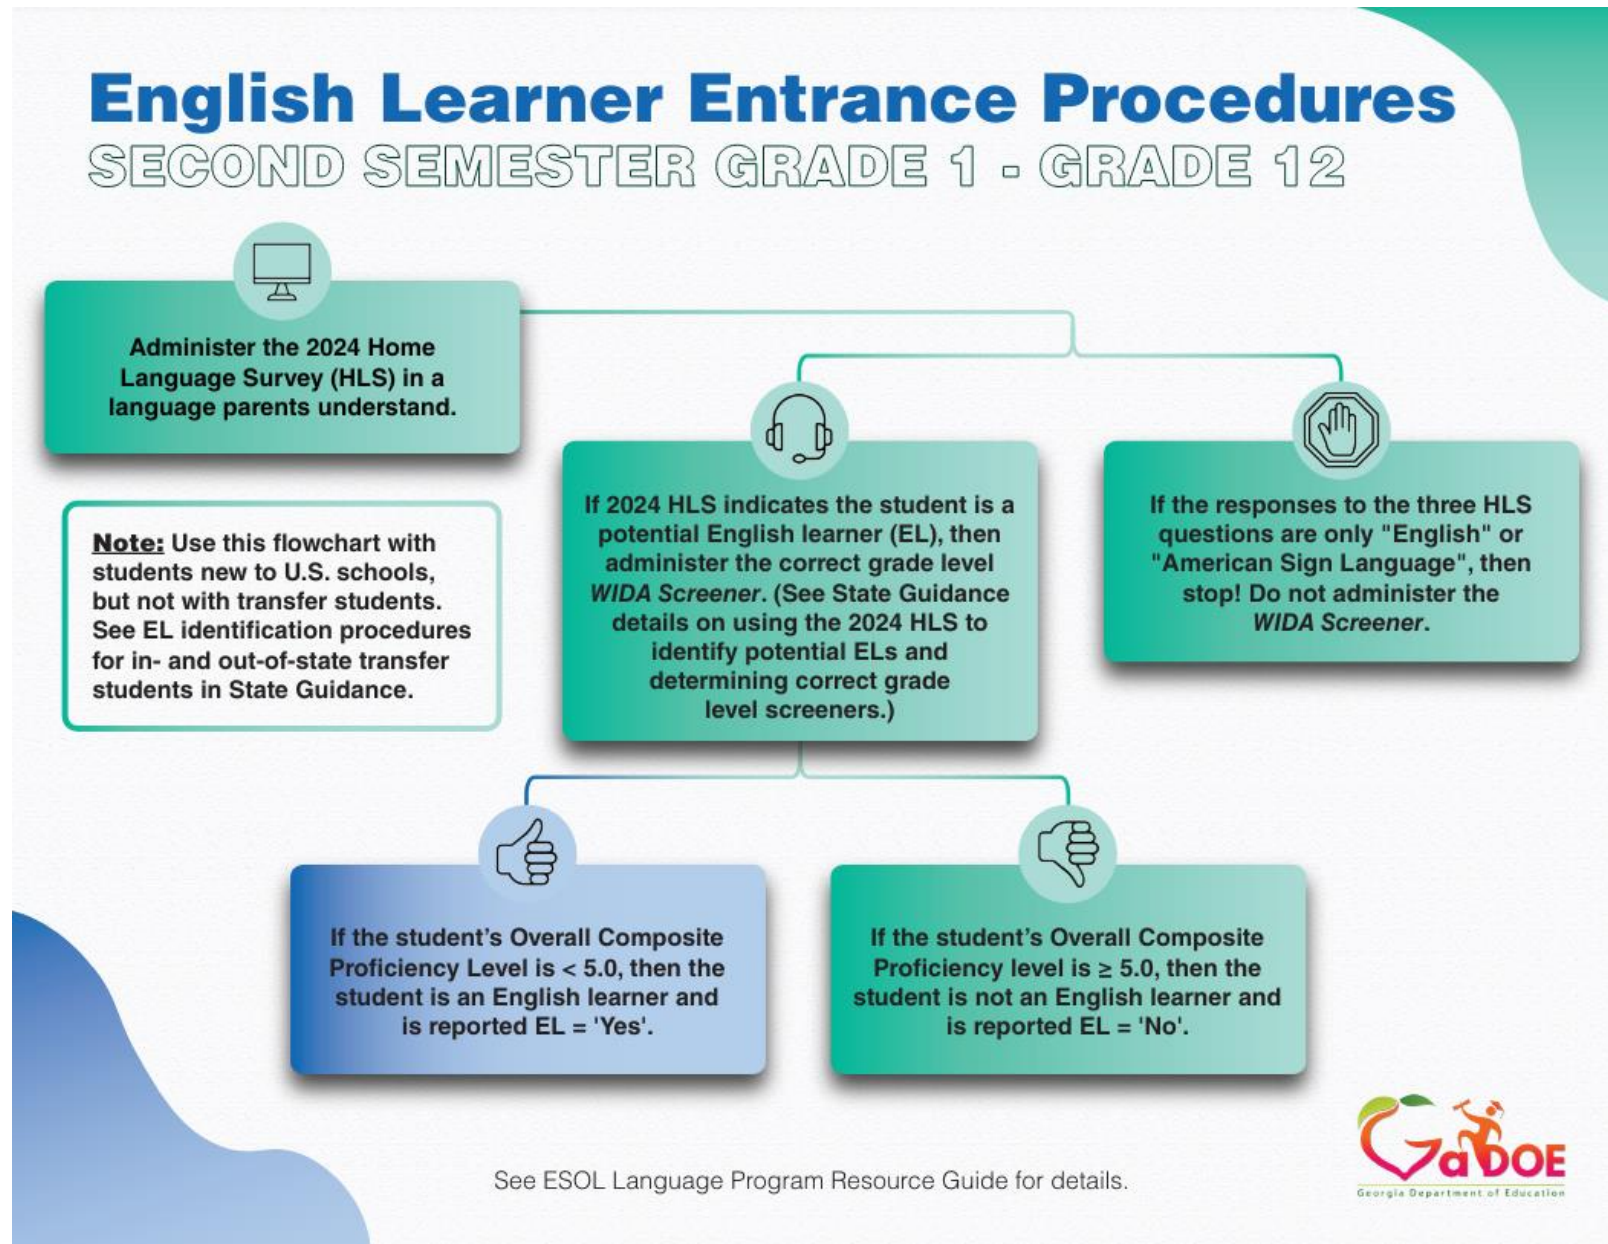 English Learner Entrance Procedures
SECOND SEMESTER GRADE 1 - GRADE 12
Administer the 2024 Home
Language Survey (HLS) in a
language parents understand.
Note: Use this flowchart with
students new to U.S. schools,
but not with transfer students.
See EL identification procedures
for in- and out-of-state transfer
students in State Guidance.
If 2024 HLS indicates the student is a
potential English learner (EL), then
administer the correct grade level
WIDA Screener. (See State Guidance
details on using the 2024 HLS to
identify potential ELs and
determining correct grade
level screeners.)
If the responses to the three HLS
questions are only "English" or
"American Sign Language", then
stop! Do not administer the
WIDA Screener.
If the student’s Overall Composite
Proficiency Level is < 5.0, then the
student is an English learner and
is reported EL = 'Yes'.
If the student’s Overall Composite
Proficiency level is ≥ 5.0, then the
student is not an English learner and
is reported EL = 'No'.
See ESOL Language Program Resource Guide for details.
GaDOE
Georgia Department of Education